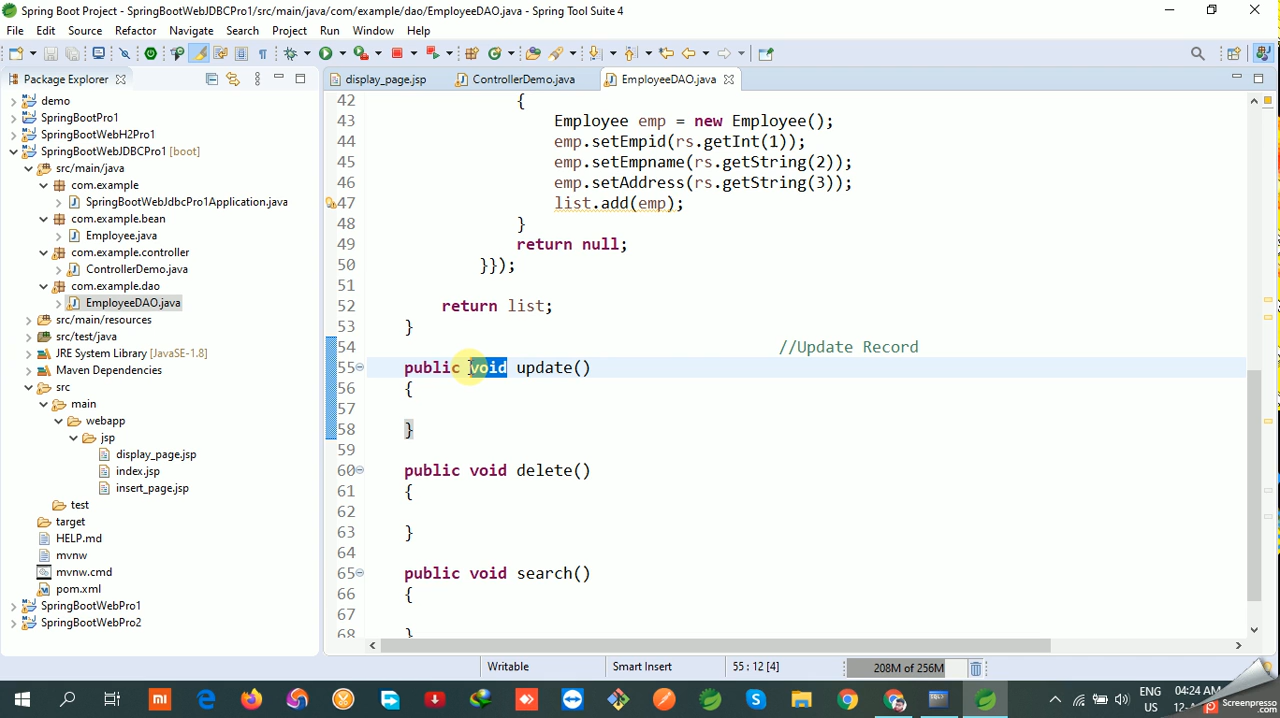 Spring Boot Project - SpringBootWebJDBCPro1/src/main/java/com/example/dao/EmployeeDAO.java - Spring Tool Suite 4
File Edit Source Refactor Navigate Search Project Run Window Help
Package Explorer
display_page.jsp ControllerDemo.java EmployeeDAO.java
demo
SpringBootPro1
SpringBootWebH2Pro1
SpringBootWebJDBCPro1 [boot]
src/main/java
com.example
SpringBootWebJdbcPro1Application.java
com.example.bean
Employee.java
com.example.controller
ControllerDemo.java
com.example.dao
EmployeeDAO.java
src/main/resources
src/test/java
JRE System Library [JavaSE-1.8]
Maven Dependencies
src
main
webapp
jsp
display_page.jsp
index.jsp
insert_page.jsp
test
target
HELP.md
mvnw
mvnw.cmd
pom.xml
SpringBootWebPro1
SpringBootWebPro2
42 {
43 Employee emp = new Employee();
44 emp.setEmpid(rs.getInt(1));
45 emp.setEmpname(rs.getString(2));
46 emp.setAddress(rs.getString(3));
47 list.add(emp);
48 }
49 return null;
50 }});
51
52 return list;
53 }
54 //Update Record
55 public void update()
56 {
57
58 }
59
60 public void delete()
61 {
62
63 }
64
65 public void search()
66 {
67
68 }
Writable Smart Insert 55 : 12 [4] 208M of 256M
ENG 04:24 AM
US
Screenpresso.com